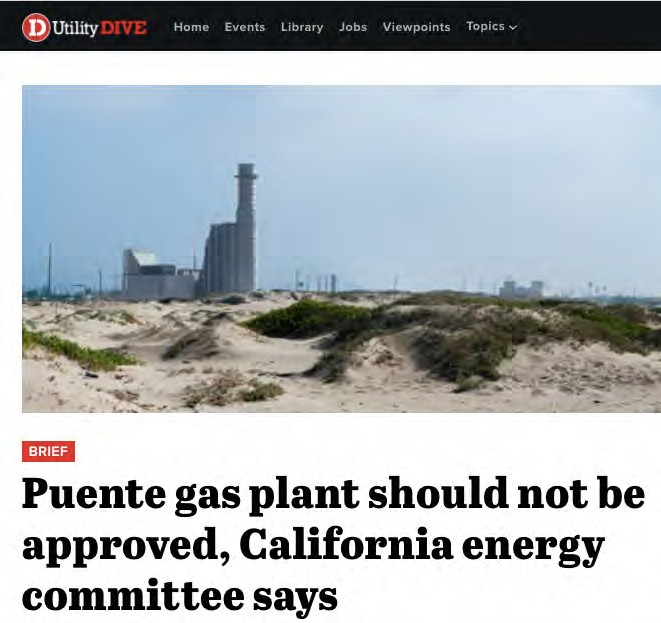 D Utility DIVE Home Events Library Jobs Viewpoints Topics
BRIEF
Puente gas plant should not be
approved, California energy
committee says